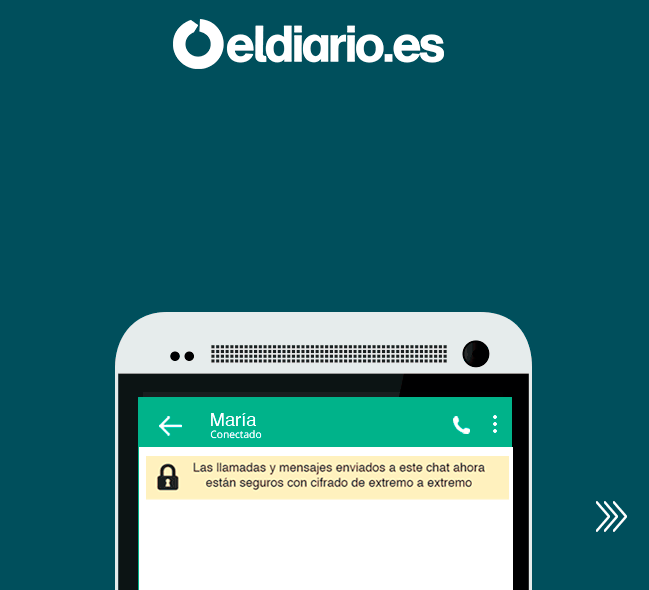 eldiario.es
María
Conectado
Las llamadas y mensajes enviados a este chat ahora
están seguros con cifrado de extremo a extremo